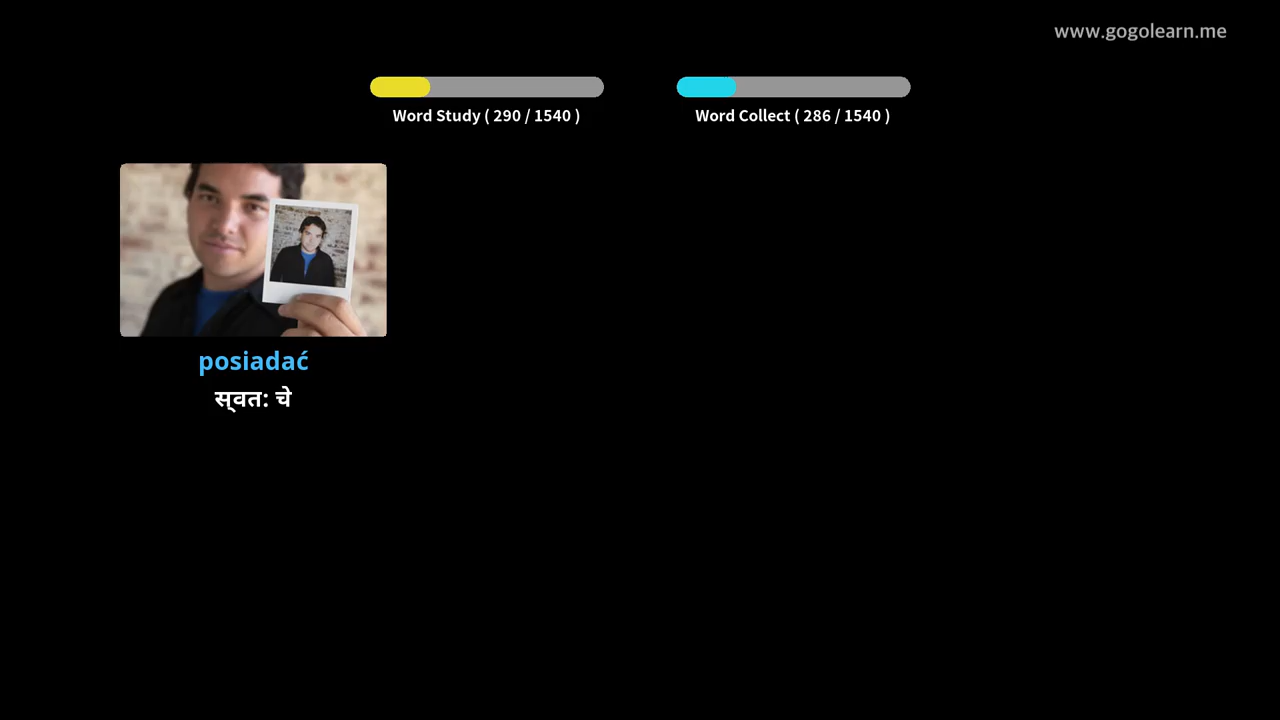 www.gogolearn.me
Word Study ( 290 / 1540 )
Word Collect ( 286 / 1540 )
posiadać
स्वत: चे